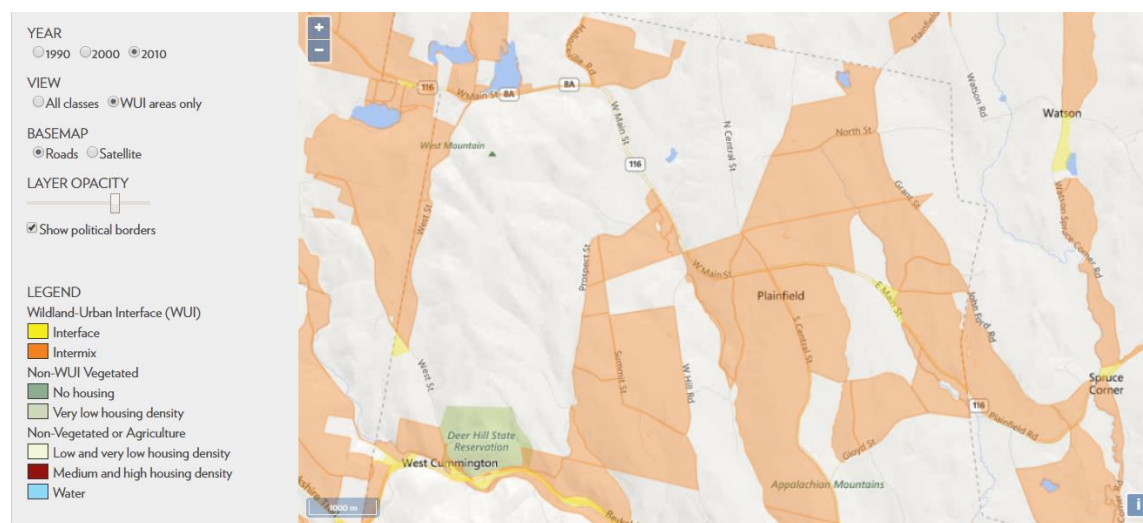 YEAR
1990 2000 2010
VIEW
All classes WUI areas only
BASEMAP
Roads Satellite
LAYER OPACITY
Show political borders
LEGEND
Wildland-Urban Interface (WUI)
Interface
Intermix
Non-WUI Vegetated
No housing
Very low housing density
Non-Vegetated or Agriculture
Low and very low housing density
Medium and high housing density
Water
+
−
116
W Main St
8A
8A
W Main St
116
N Central St
Plainfield
Watson Rd
Watson
West Mountain
North St
Grant St
Watson Spruce Corner Rd
West St
Prospect St
W Main St
Plainfield
E Main St
S Central St
John Ford Rd
West St
Summit St
W Hill Rd
Spruce
Corner
116
Plainfield Rd
Deer Hill State
Reservation
West Cummington
Gloyd St
Appalachian Mountains
1000 m
i